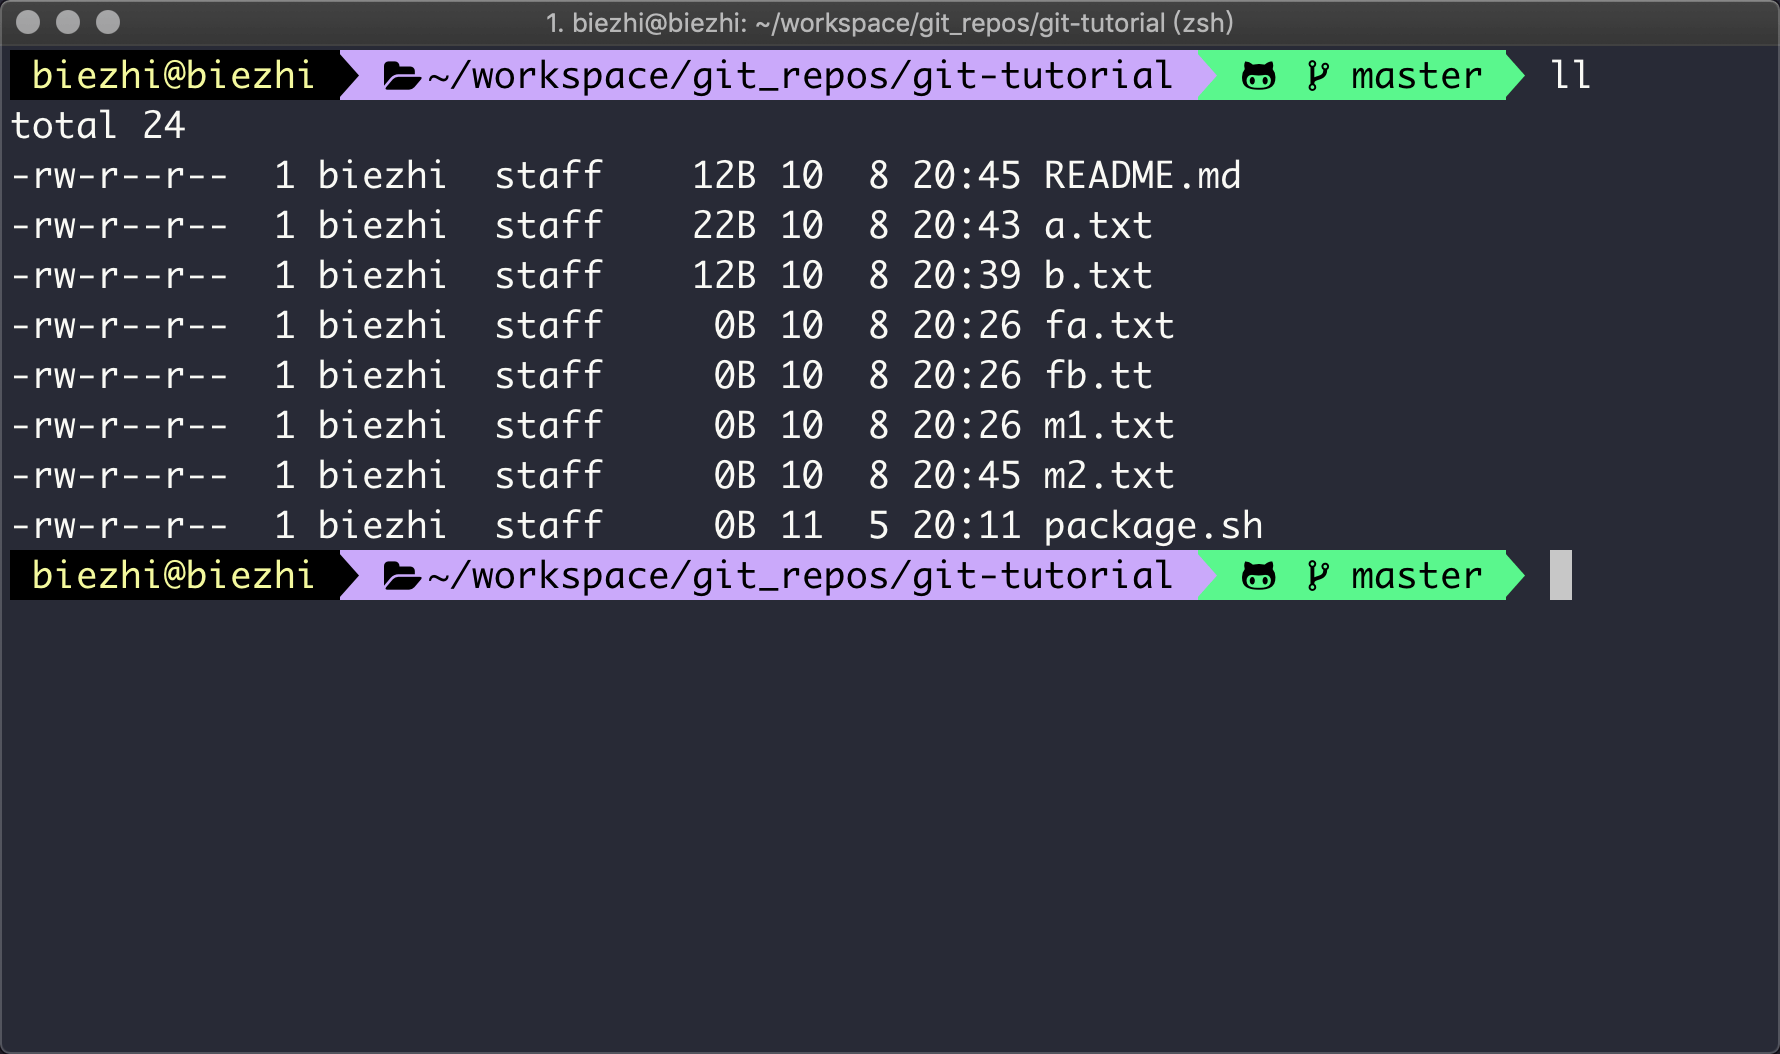 1. biezhi@biezhi: ~/workspace/git_repos/git-tutorial (zsh)
biezhi@biezhi ~/workspace/git_repos/git-tutorial master ll
total 24
-rw-r--r--  1 biezhi  staff    12B 10  8 20:45 README.md
-rw-r--r--  1 biezhi  staff    22B 10  8 20:43 a.txt
-rw-r--r--  1 biezhi  staff    12B 10  8 20:39 b.txt
-rw-r--r--  1 biezhi  staff     0B 10  8 20:26 fa.txt
-rw-r--r--  1 biezhi  staff     0B 10  8 20:26 fb.tt
-rw-r--r--  1 biezhi  staff     0B 10  8 20:26 m1.txt
-rw-r--r--  1 biezhi  staff     0B 10  8 20:45 m2.txt
-rw-r--r--  1 biezhi  staff     0B 11  5 20:11 package.sh
biezhi@biezhi ~/workspace/git_repos/git-tutorial master